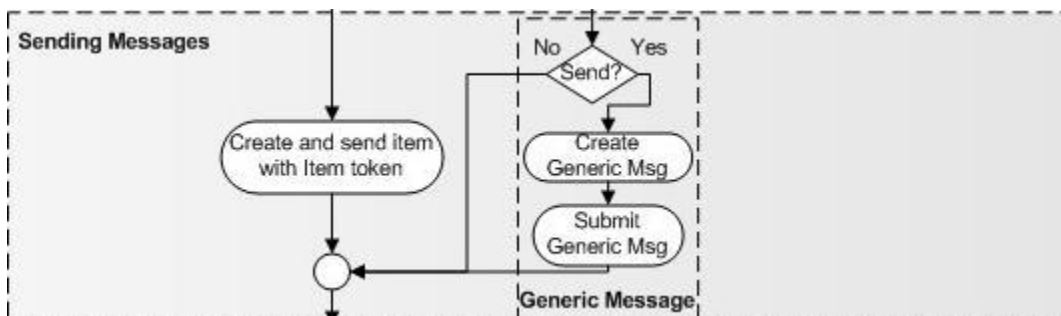 Sending Messages
No
Yes
Send?
Create and send item
with Item token
Create
Generic Msg
Submit
Generic Msg
Generic Message